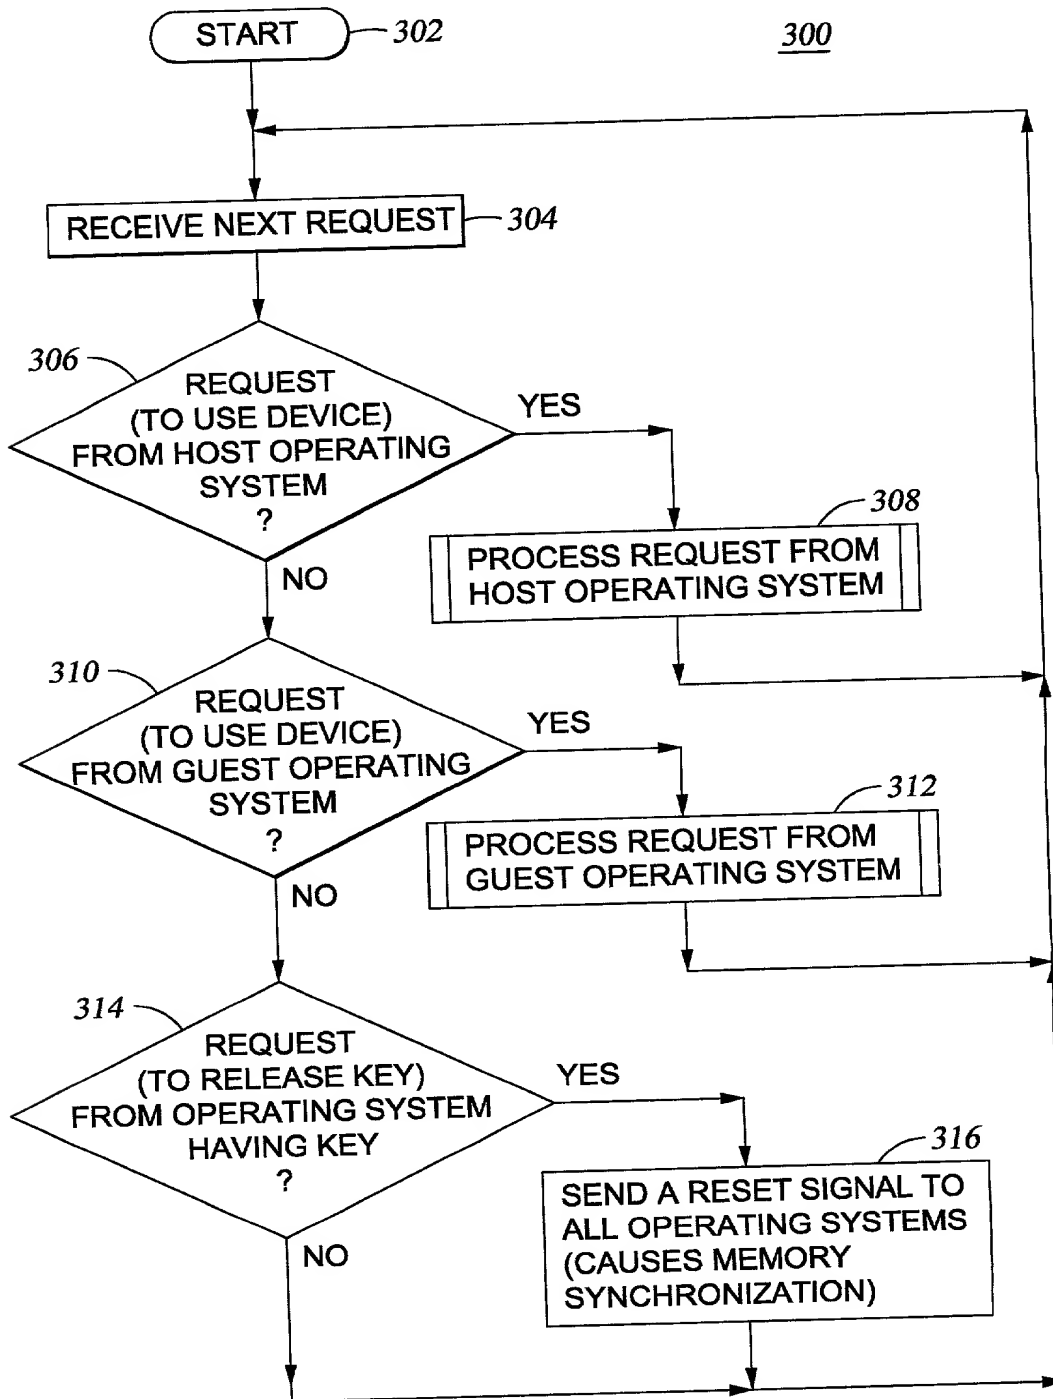 START
302
300
RECEIVE NEXT REQUEST
304
306
REQUEST
(TO USE DEVICE)
FROM HOST OPERATING
SYSTEM
?
YES
NO
308
PROCESS REQUEST FROM
HOST OPERATING SYSTEM
310
REQUEST
(TO USE DEVICE)
FROM GUEST OPERATING
SYSTEM
?
YES
NO
312
PROCESS REQUEST FROM
GUEST OPERATING SYSTEM
314
REQUEST
(TO RELEASE KEY)
FROM OPERATING SYSTEM
HAVING KEY
?
YES
NO
316
SEND A RESET SIGNAL TO
ALL OPERATING SYSTEMS
(CAUSES MEMORY
SYNCHRONIZATION)